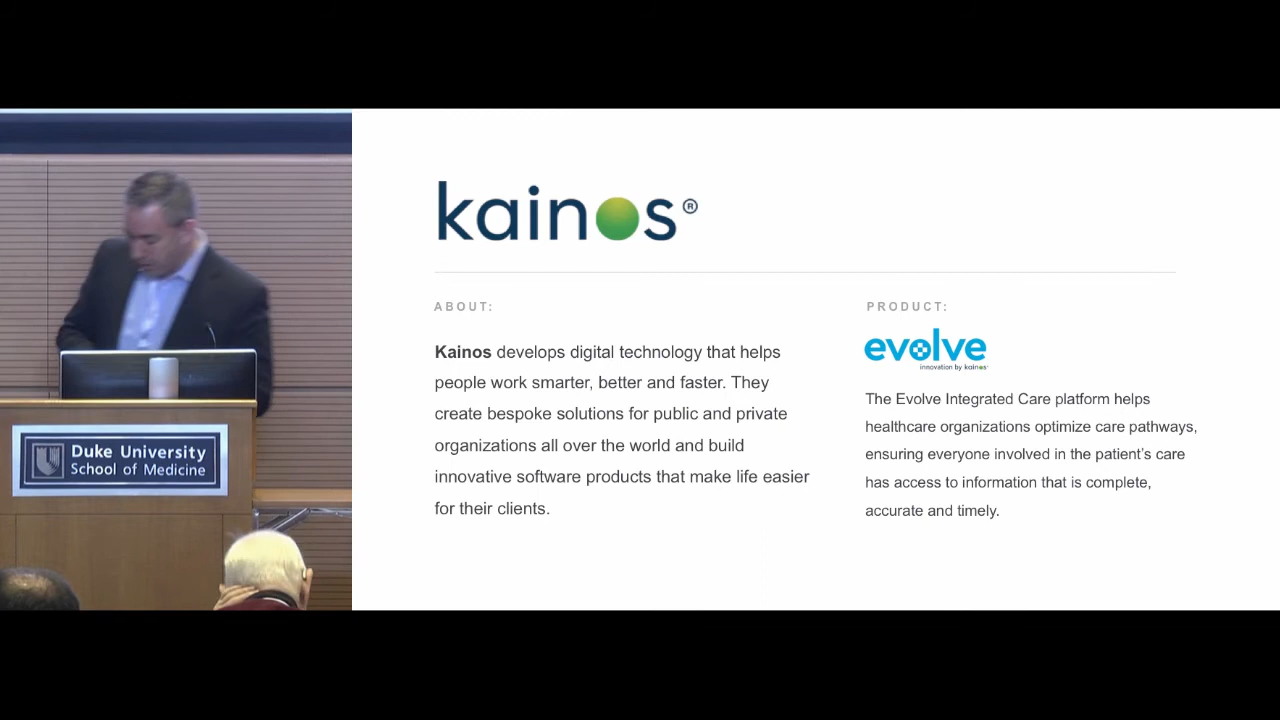 kainos®
ABOUT:
Kainos develops digital technology that helps
people work smarter, better and faster. They
create bespoke solutions for public and private
organizations all over the world and build
innovative software products that make life easier
for their clients.
PRODUCT:
evolve
innovation by kainos
The Evolve Integrated Care platform helps
healthcare organizations optimize care pathways,
ensuring everyone involved in the patient's care
has access to information that is complete,
accurate and timely.
Duke University
School of Medicine